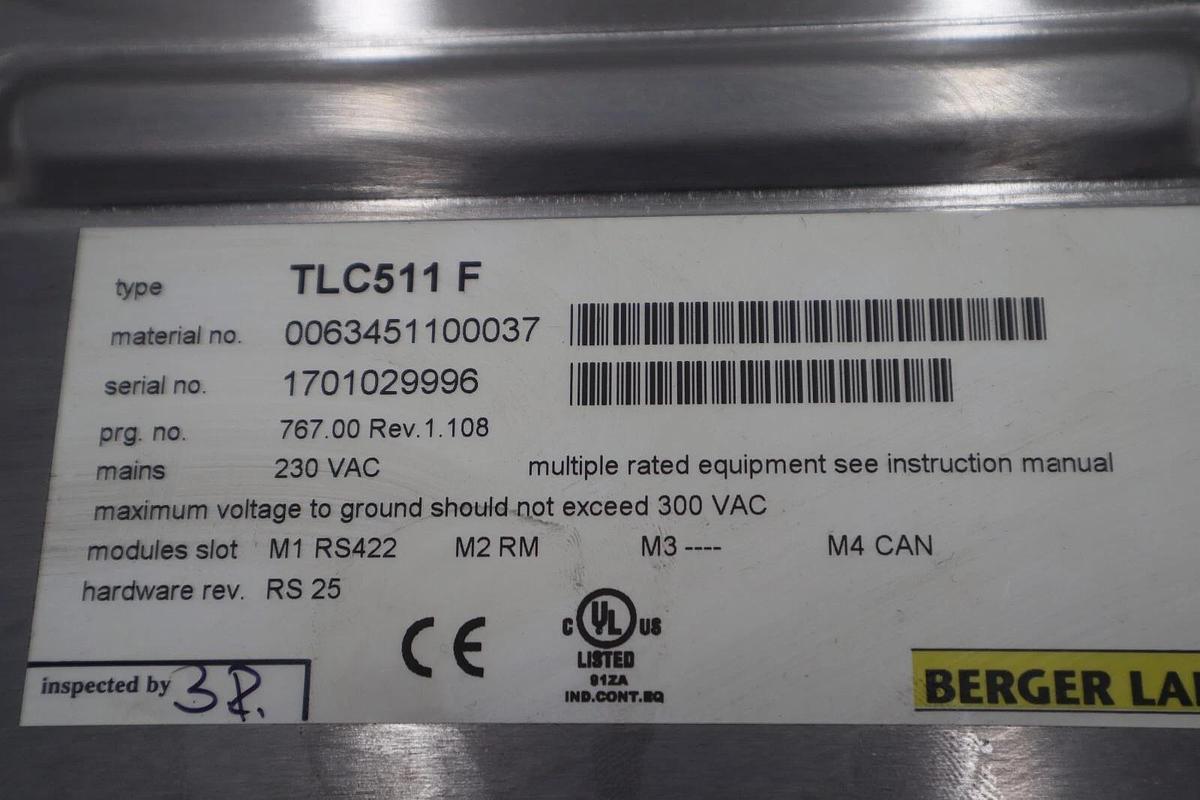 type TLC511 F
material no. 0063451100037
serial no. 1701029996
prg. no. 767.00 Rev.1.108
mains 230 VAC multiple rated equipment see instruction manual
maximum voltage to ground should not exceed 300 VAC
modules slot M1 RS422 M2 RM M3 ---- M4 CAN
hardware rev. RS 25
CE
C UL US
LISTED
91ZA
IND.CONT.EQ
inspected by
BERGER